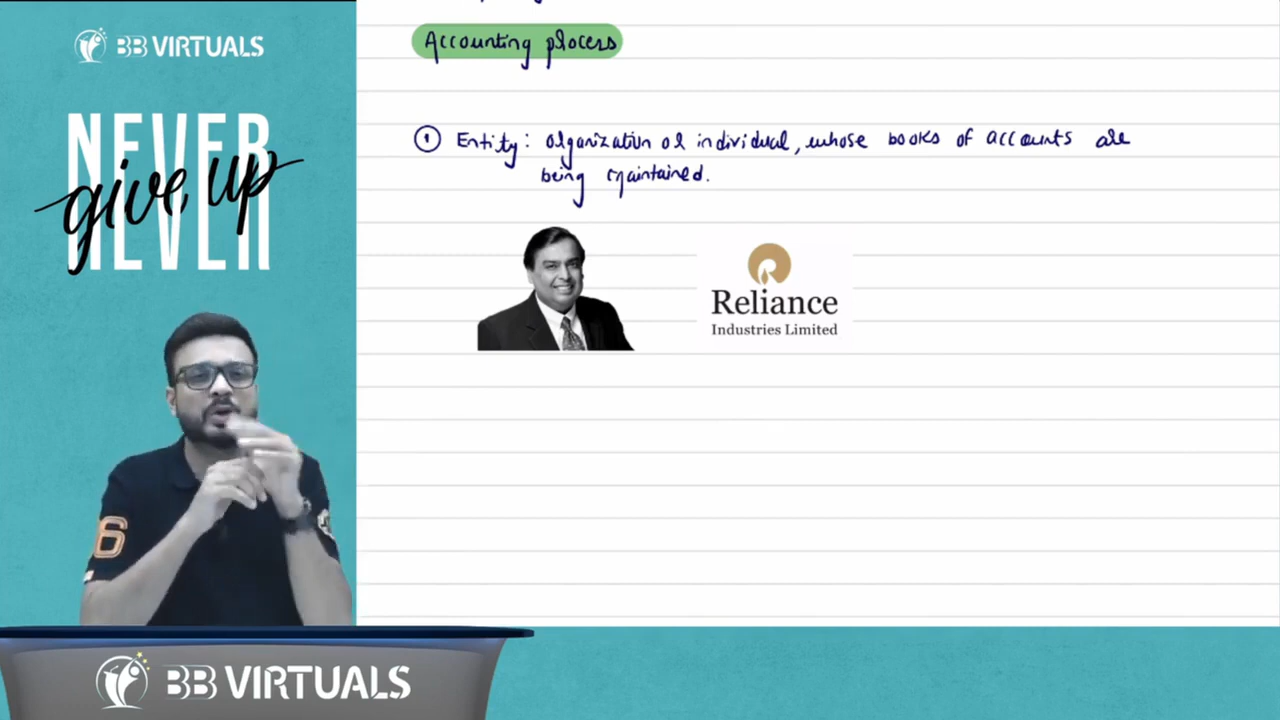 BB VIRTUALS
NEVER
give up
NEVER
Accounting process
1 Entity: organization or individual, whose books of accounts are
being maintained.
Reliance
Industries Limited
6
BB VIRTUALS